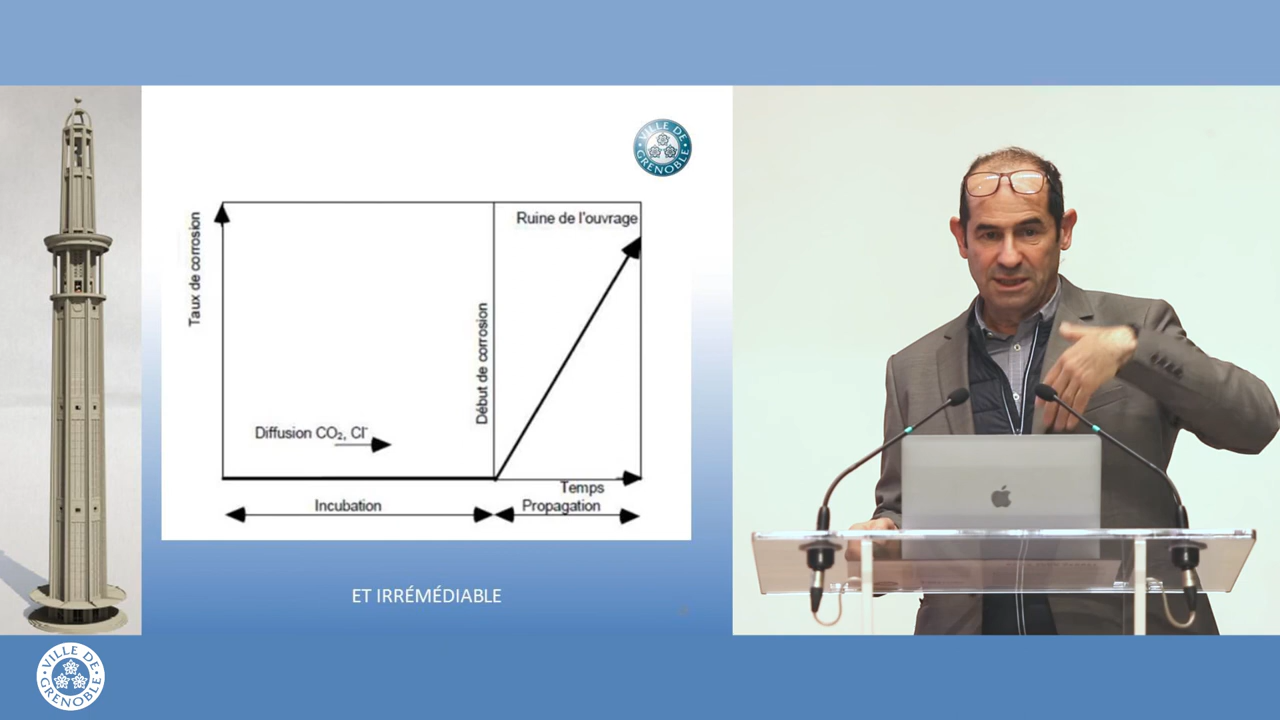 VILLE DE GRENOBLE
Taux de corrosion
Ruine de l'ouvrage
Début de corrosion
Diffusion CO₂, Cl⁻
Temps
Incubation
Propagation
ET IRRÉMÉDIABLE
VILLE DE GRENOBLE